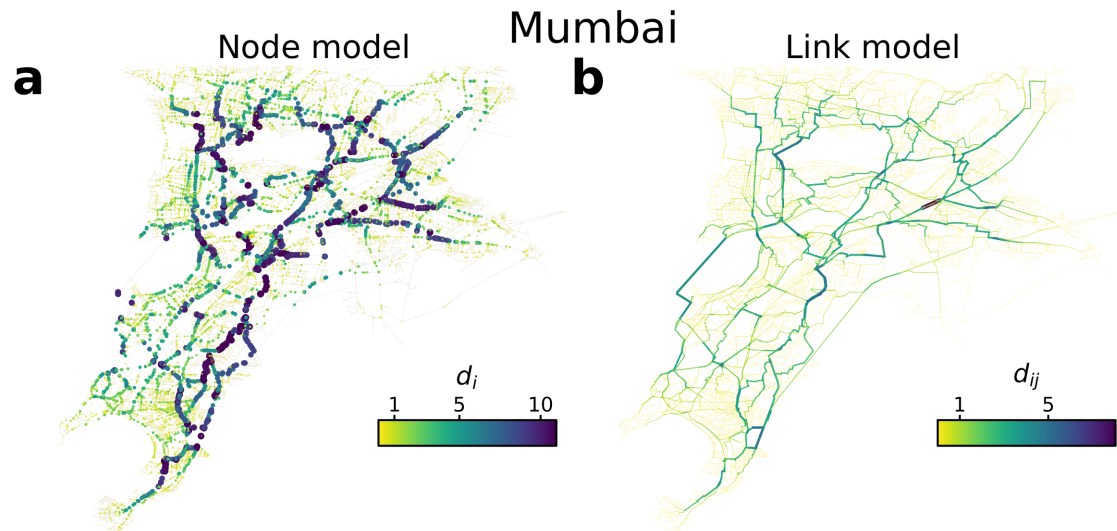 Mumbai
Node model
Link model
a
b
d_i
1 5 10
d_ij
1 5